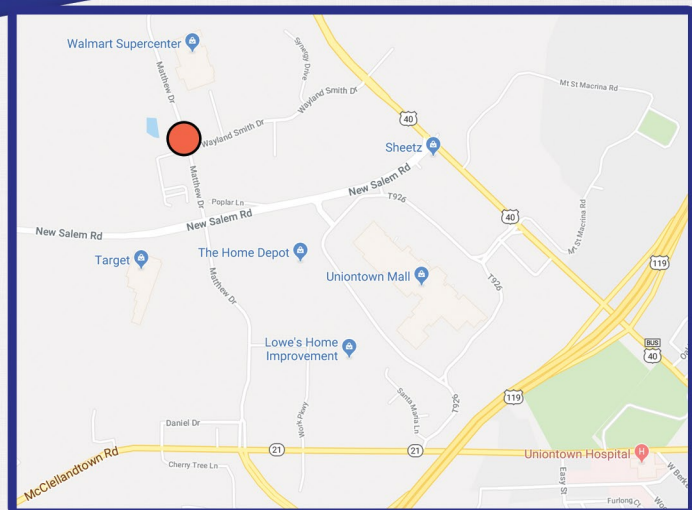 Walmart Supercenter
Matthew Dr
Synergy Drive
Wayland Smith Dr
Mt St Macrina Rd
40
Wayland Smith Dr
Sheetz
Matthew Dr
New Salem Rd
T926
Poplar Ln
New Salem Rd
40
Mt St Macrina Rd
New Salem Rd
The Home Depot
Target
Uniontown Mall
119
Matthew Dr
T926
Lowe's Home
Improvement
BUS
40
119
Santa Maria Ln
T926
Work Pkwy
Daniel Dr
21
21
Uniontown Hospital
H
McClellandtown Rd
Cherry Tree Ln
Easy St
W Berke
Furlong Ct